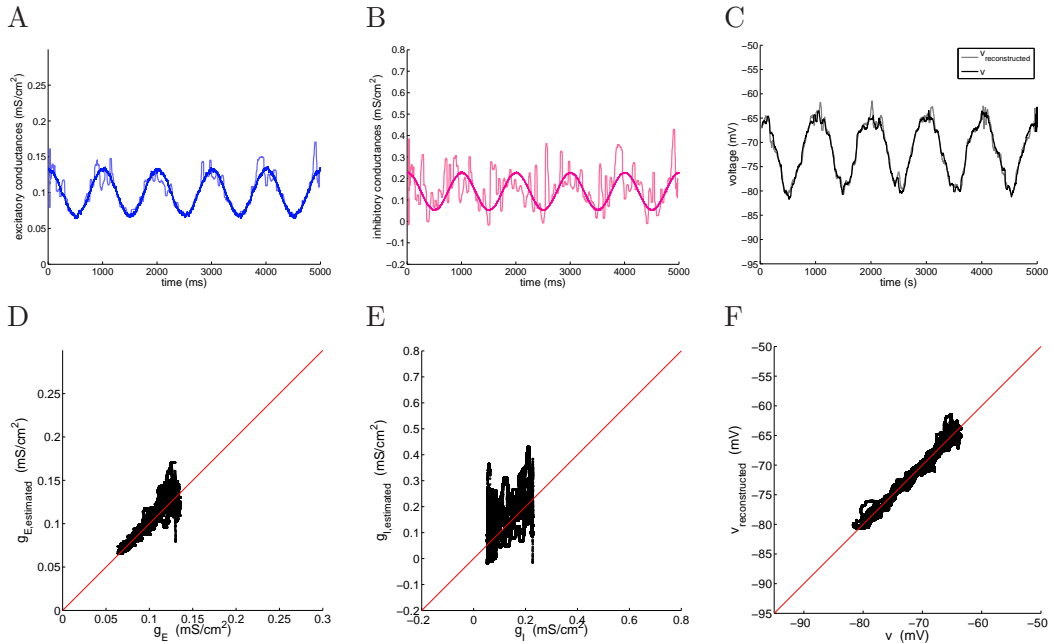 A
excitatory conductances (mS/cm²)
0.25
0.2
0.15
0.1
0.05
0
0 1000 2000 3000 4000 5000
time (ms)
B
inhibitory conductances (mS/cm²)
0.8
0.7
0.6
0.5
0.4
0.3
0.2
0.1
0
−0.1
−0.2
0 1000 2000 3000 4000 5000
time (ms)
C
voltage (mV)
−50
−55
−60
−65
−70
−75
−80
−85
−90
−95
v reconstructed
v
0 1000 2000 3000 4000 5000
time (s)
D
g E,estimated (mS/cm²)
0.25
0.2
0.15
0.1
0.05
0
0 0.05 0.1 0.15 0.2 0.25 0.3
g E (mS/cm²)
E
g I,estimated (mS/cm²)
0.8
0.7
0.6
0.5
0.4
0.3
0.2
0.1
0
−0.1
−0.2
−0.2 0 0.2 0.4 0.6 0.8
g I (mS/cm²)
F
v reconstructed (mV)
−50
−55
−60
−65
−70
−75
−80
−85
−90
−95
−90 −80 −70 −60 −50
v (mV)